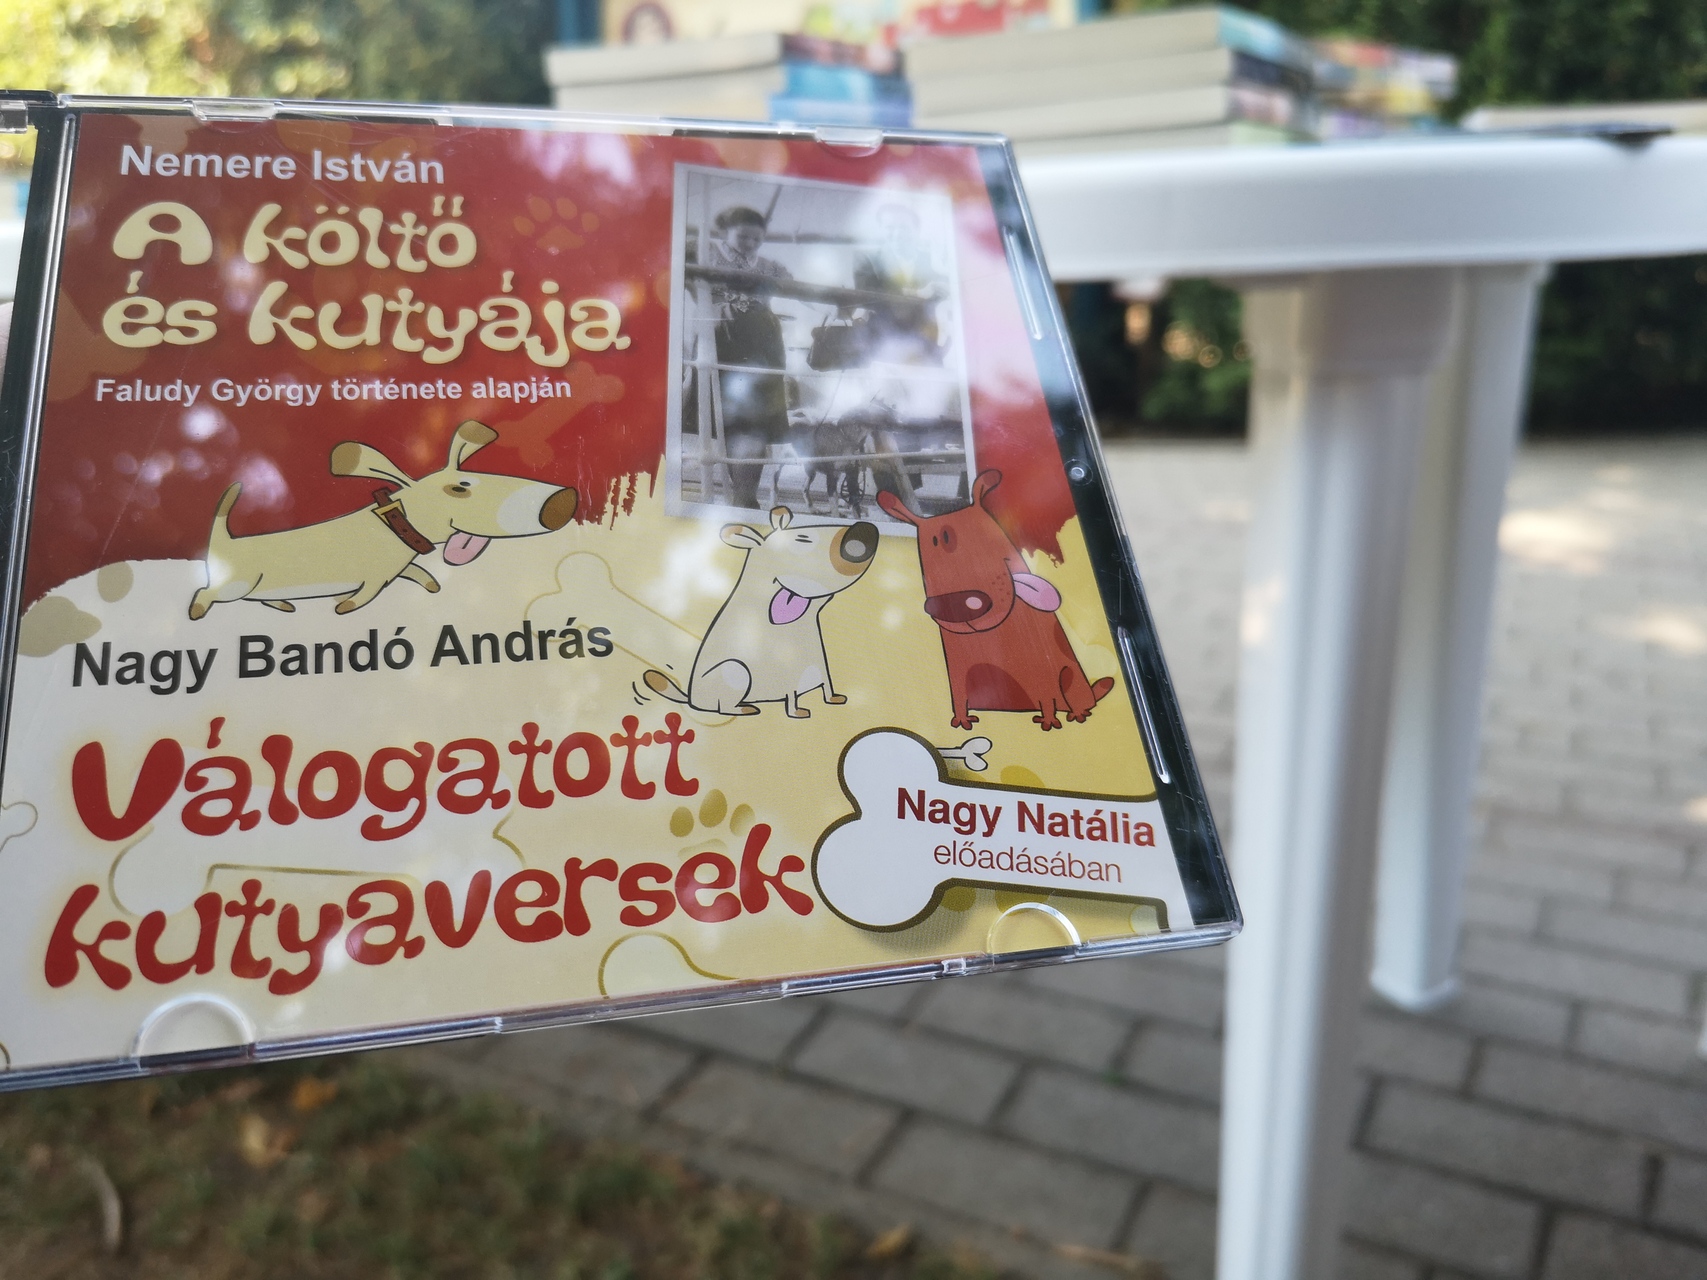 Nemere István
A költő
és kutyája
Faludy György története alapján
Nagy Bandó András
Válogatott
kutyaversek
Nagy Natália
előadásában